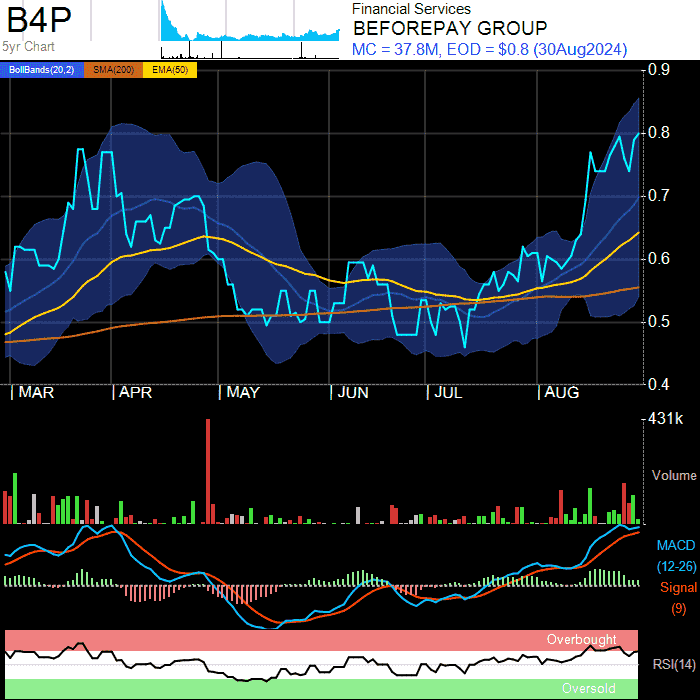 B4P
5yr Chart
Financial Services
BEFOREPAY GROUP
MC = 37.8M, EOD = $0.8 (30Aug2024)
BollBands(20,2) SMA(200) EMA(50)
0.9
0.8
0.7
0.6
0.5
0.4
MAR APR MAY JUN JUL AUG
431k
Volume
MACD
(12-26)
Signal
(9)
Overbought
RSI(14)
Oversold